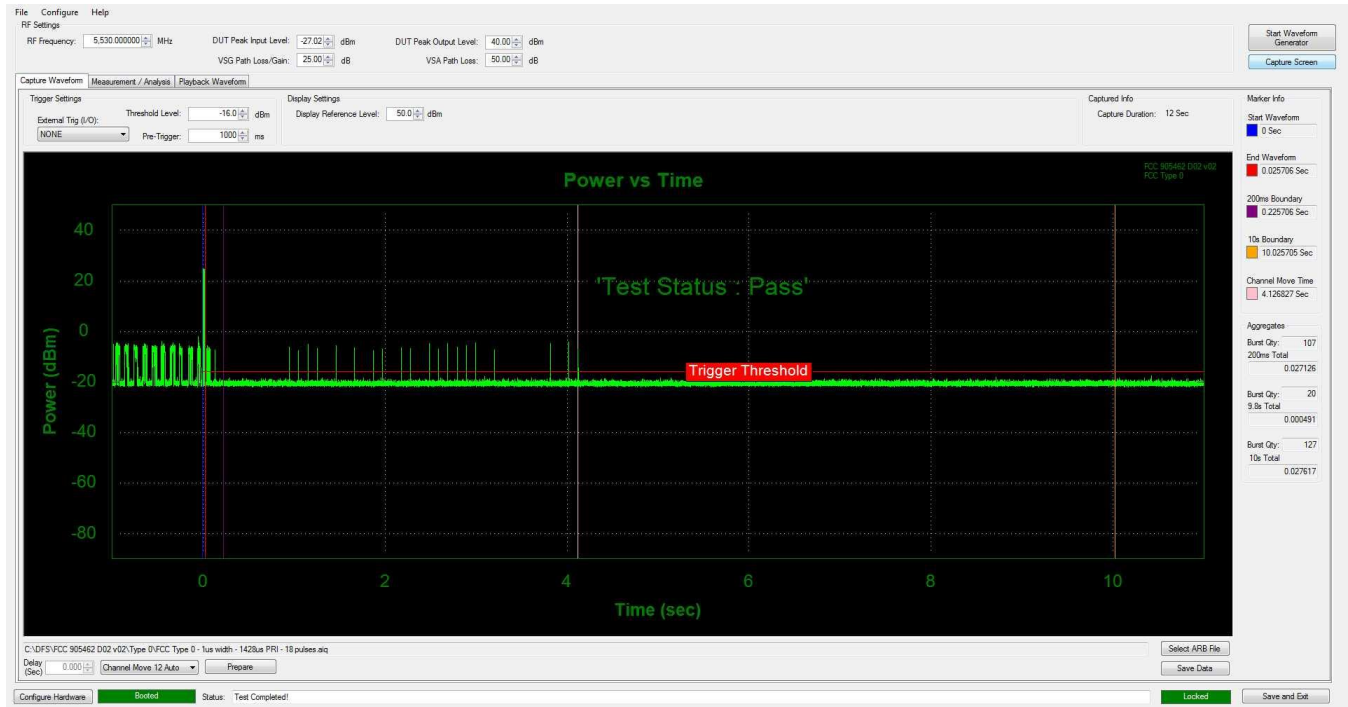 File Configure Help
RF Settings
RF Frequency: 5,530.000000 MHz DUT Peak Input Level: -27.02 dBm DUT Peak Output Level: 40.00 dBm
VSG Path Loss/Gain: 25.00 dB VSA Path Loss: 50.00 dB
Start Waveform
Generator
Capture Screen
Capture Waveform Measurement / Analysis Playback Waveform
Trigger Settings
External Trig (I/O):
NONE
Threshold Level: -16.0 dBm
Pre-Trigger: 1000 ms
Display Settings
Display Reference Level: 50.0 dBm
Captured Info
Capture Duration: 12 Sec
Marker Info
Start Waveform
0 Sec
End Waveform
0.025706 Sec
200ms Boundary
0.225706 Sec
10s Boundary
10.025705 Sec
Channel Move Time
4.126827 Sec
Aggregates
Burst Qty: 107
200ms Total
0.027126
Burst Qty: 20
9.8s Total
0.000491
Burst Qty: 127
10s Total
0.027617
Power vs Time
FCC 905462 D02 v02
FCC Type 0
'Test Status : Pass'
Trigger Threshold
Power (dBm)
40
20
0
-20
-40
-60
-80
0 2 4 6 8 10
Time (sec)
C:\DFS\FCC 905462 D02 v02\Type 0\FCC Type 0 - 1us width - 1428us PRI - 18 pulses.aiq
Select ARB File
Delay
(Sec) 0.000 Channel Move 12 Auto Prepare
Save Data
Configure Hardware Booted Status: Test Completed! Locked Save and Exit